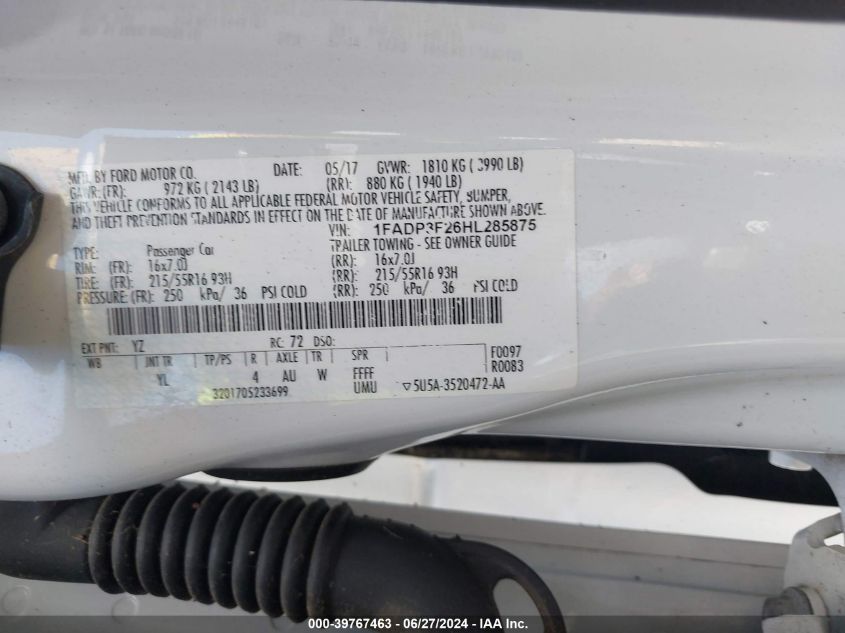 MFD. BY FORD MOTOR CO. DATE: 05/17 GVWR: 1810 KG ( 3990 LB)
GAWR: (FR): 972 KG ( 2143 LB) (RR): 880 KG ( 1940 LB)
THIS VEHICLE CONFORMS TO ALL APPLICABLE FEDERAL MOTOR VEHICLE SAFETY, BUMPER,
AND THEFT PREVENTION STANDARDS IN EFFECT ON THE DATE OF MANUFACTURE SHOWN ABOVE.
VIN: 1FADP3F26HL285875
TYPE: Passenger Car TRAILER TOWING - SEE OWNER GUIDE
RIM: (FR): 16x7.0J (RR): 16x7.0J
TIRE: (FR): 215/55R16 93H (RR): 215/55R16 93H
PRESSURE: (FR): 250 kPa/ 36 PSI COLD (RR): 250 kPa/ 36 PSI COLD
EXT PNT: YZ RC: 72 DSO:
WB INT TR TP/PS R AXLE TR SPR F0097
YL 4 AU W FFFF R0083
3201705233699 UMU ▽5U5A-3520472-AA
000-39767463 - 06/27/2024 - IAA Inc.